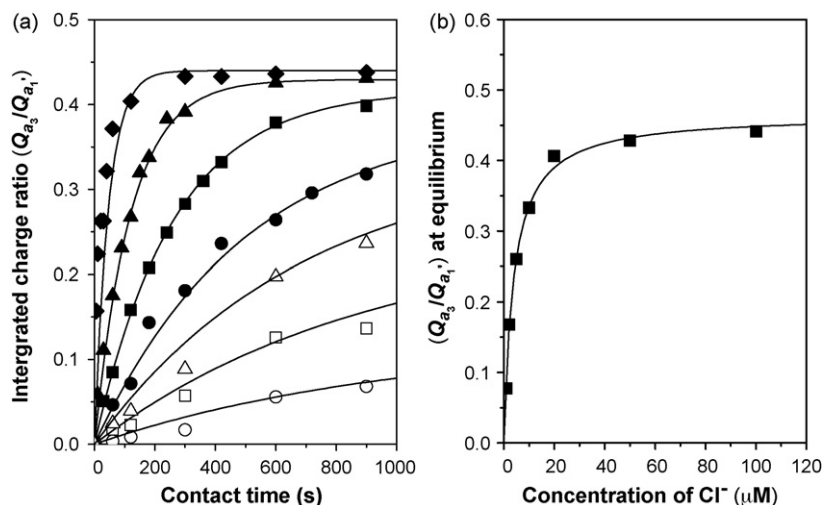 (a)
Intergrated charge ratio (Qa3/Qa1')
0.5
0.4
0.3
0.2
0.1
0.0
0 200 400 600 800 1000
Contact time (s)
(b)
(Qa3/Qa1') at equilibrium
0.6
0.5
0.4
0.3
0.2
0.1
0.0
0 20 40 60 80 100 120
Concentration of Cl⁻ (μM)